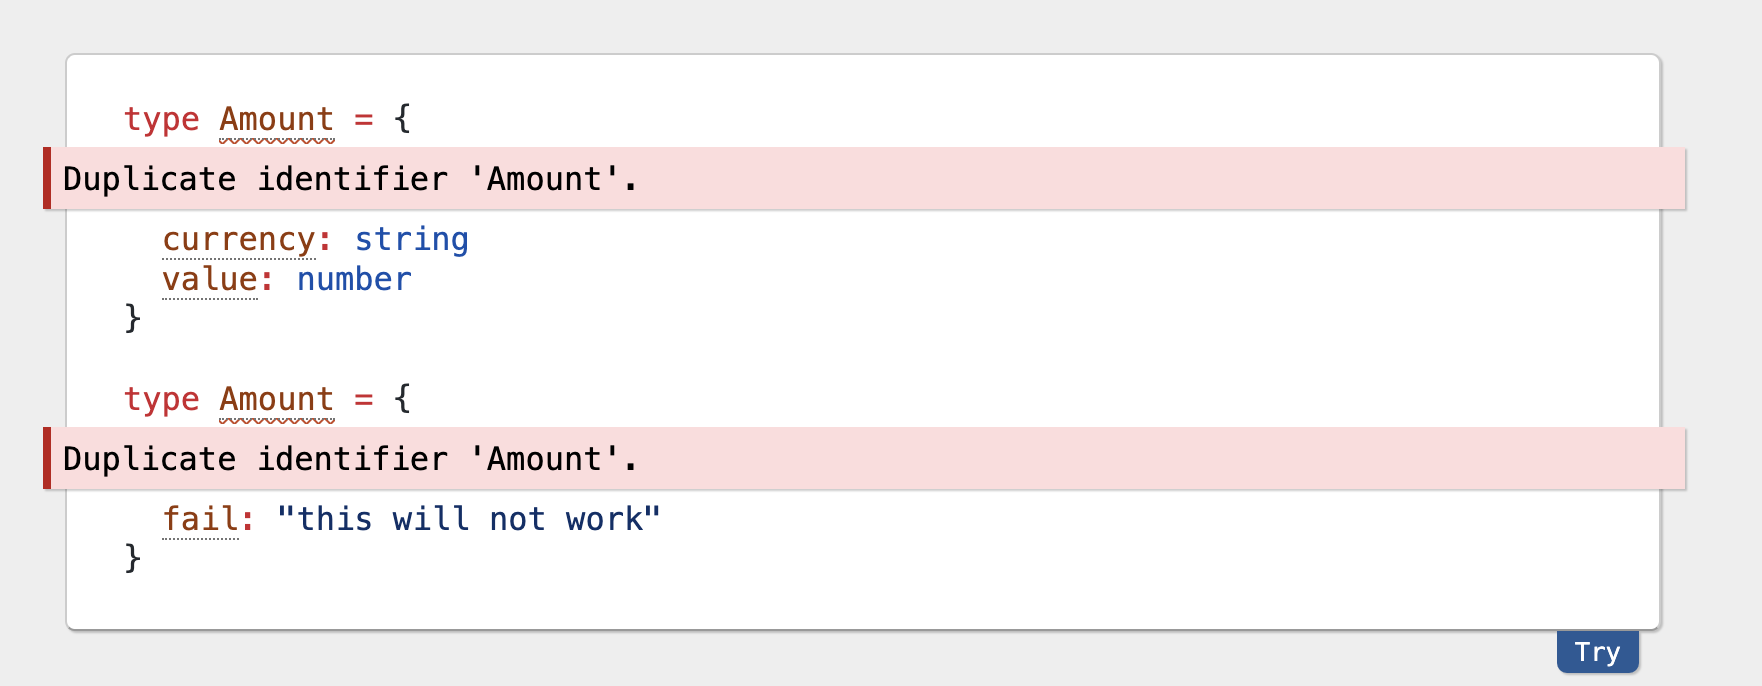 type Amount = {
Duplicate identifier 'Amount'.
currency: string
value: number
}
type Amount = {
Duplicate identifier 'Amount'.
fail: "this will not work"
}
Try